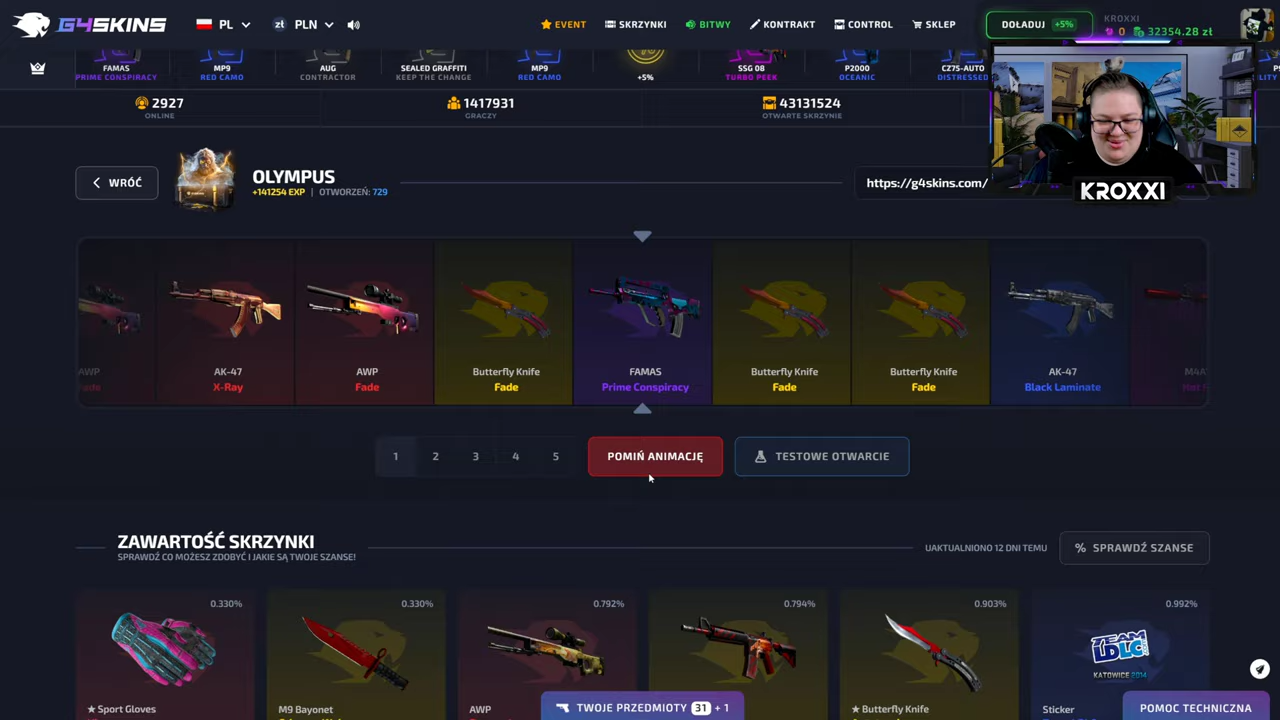 G4SKINS
PL
zł PLN
EVENT
SKRZYNKI
BITWY
KONTRAKT
CONTROL
SKLEP
DOŁADUJ +5%
KROXXI
0 32354.28 zł
FAMAS
PRIME CONSPIRACY
MP9
RED CAMO
AUG
CONTRACTOR
SEALED GRAFFITI
KEEP THE CHANGE
MP9
RED CAMO
+5%
SSG 08
TURBO PEEK
P2000
OCEANIC
CZ75-AUTO
DISTRESSED
2927
ONLINE
1417931
GRACZY
43131524
OTWARTE SKRZYNIE
KROXXI
WRÓĆ
OLYMPUS
+141254 EXP | OTWORZEŃ: 729
https://g4skins.com/
AWP
Fade
AK-47
X-Ray
AWP
Fade
Butterfly Knife
Fade
FAMAS
Prime Conspiracy
Butterfly Knife
Fade
Butterfly Knife
Fade
AK-47
Black Laminate
1 2 3 4 5
POMIŃ ANIMACJĘ
TESTOWE OTWARCIE
ZAWARTOŚĆ SKRZYNKI
SPRAWDŹ CO MOŻESZ ZDOBYĆ I JAKIE SĄ TWOJE SZANSE!
UAKTUALNIONO 12 DNI TEMU
% SPRAWDŹ SZANSE
0.330%
0.330%
0.792%
0.794%
0.903%
0.992%
TEAM
LDLC
KATOWICE 2014
★ Sport Gloves
M9 Bayonet
AWP
★ Butterfly Knife
Sticker
TWOJE PRZEDMIOTY 31 + 1
POMOC TECHNICZNA